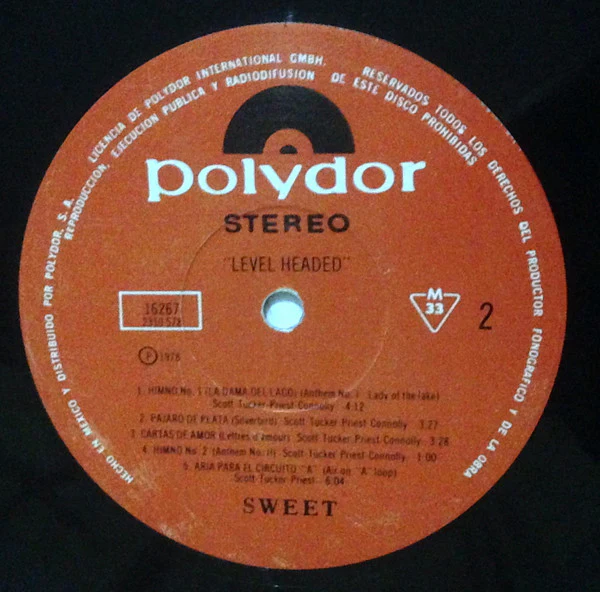 LICENCIA DE POLYDOR INTERNATIONAL GMBH. RESERVADOS TODOS LOS DERECHOS DEL PRODUCTOR FONOGRAFICO Y DE LA OBRA
REPRODUCCION, EJECUCION PUBLICA Y RADIODIFUSION DE ESTE DISCO PROHIBIDAS
HECHO EN MEXICO Y DISTRIBUIDO POR POLYDOR, S. A.
polydor
STEREO
"LEVEL HEADED"
16267
2310 578
M
33
2
P 1978
1. HIMNO No. 1 (LA DAMA DEL LAGO) (Anthem No. I Lady of the lake)
Scott Tucker Priest Connolly 4:12
2. PAJARO DE PLATA (Silverbird) Scott Tucker Priest Connolly 3:27
3. CARTAS DE AMOR (Lettres d'amour) Scott Tucker Priest Connolly 3:28
4. HIMNO No. 2 (Anthem No. II) Scott Tucker Priest Connolly 1:00
5. ARIA PARA EL CIRCUITO "A" (Air on "A" loop)
Scott Tucker Priest 6:04
SWEET